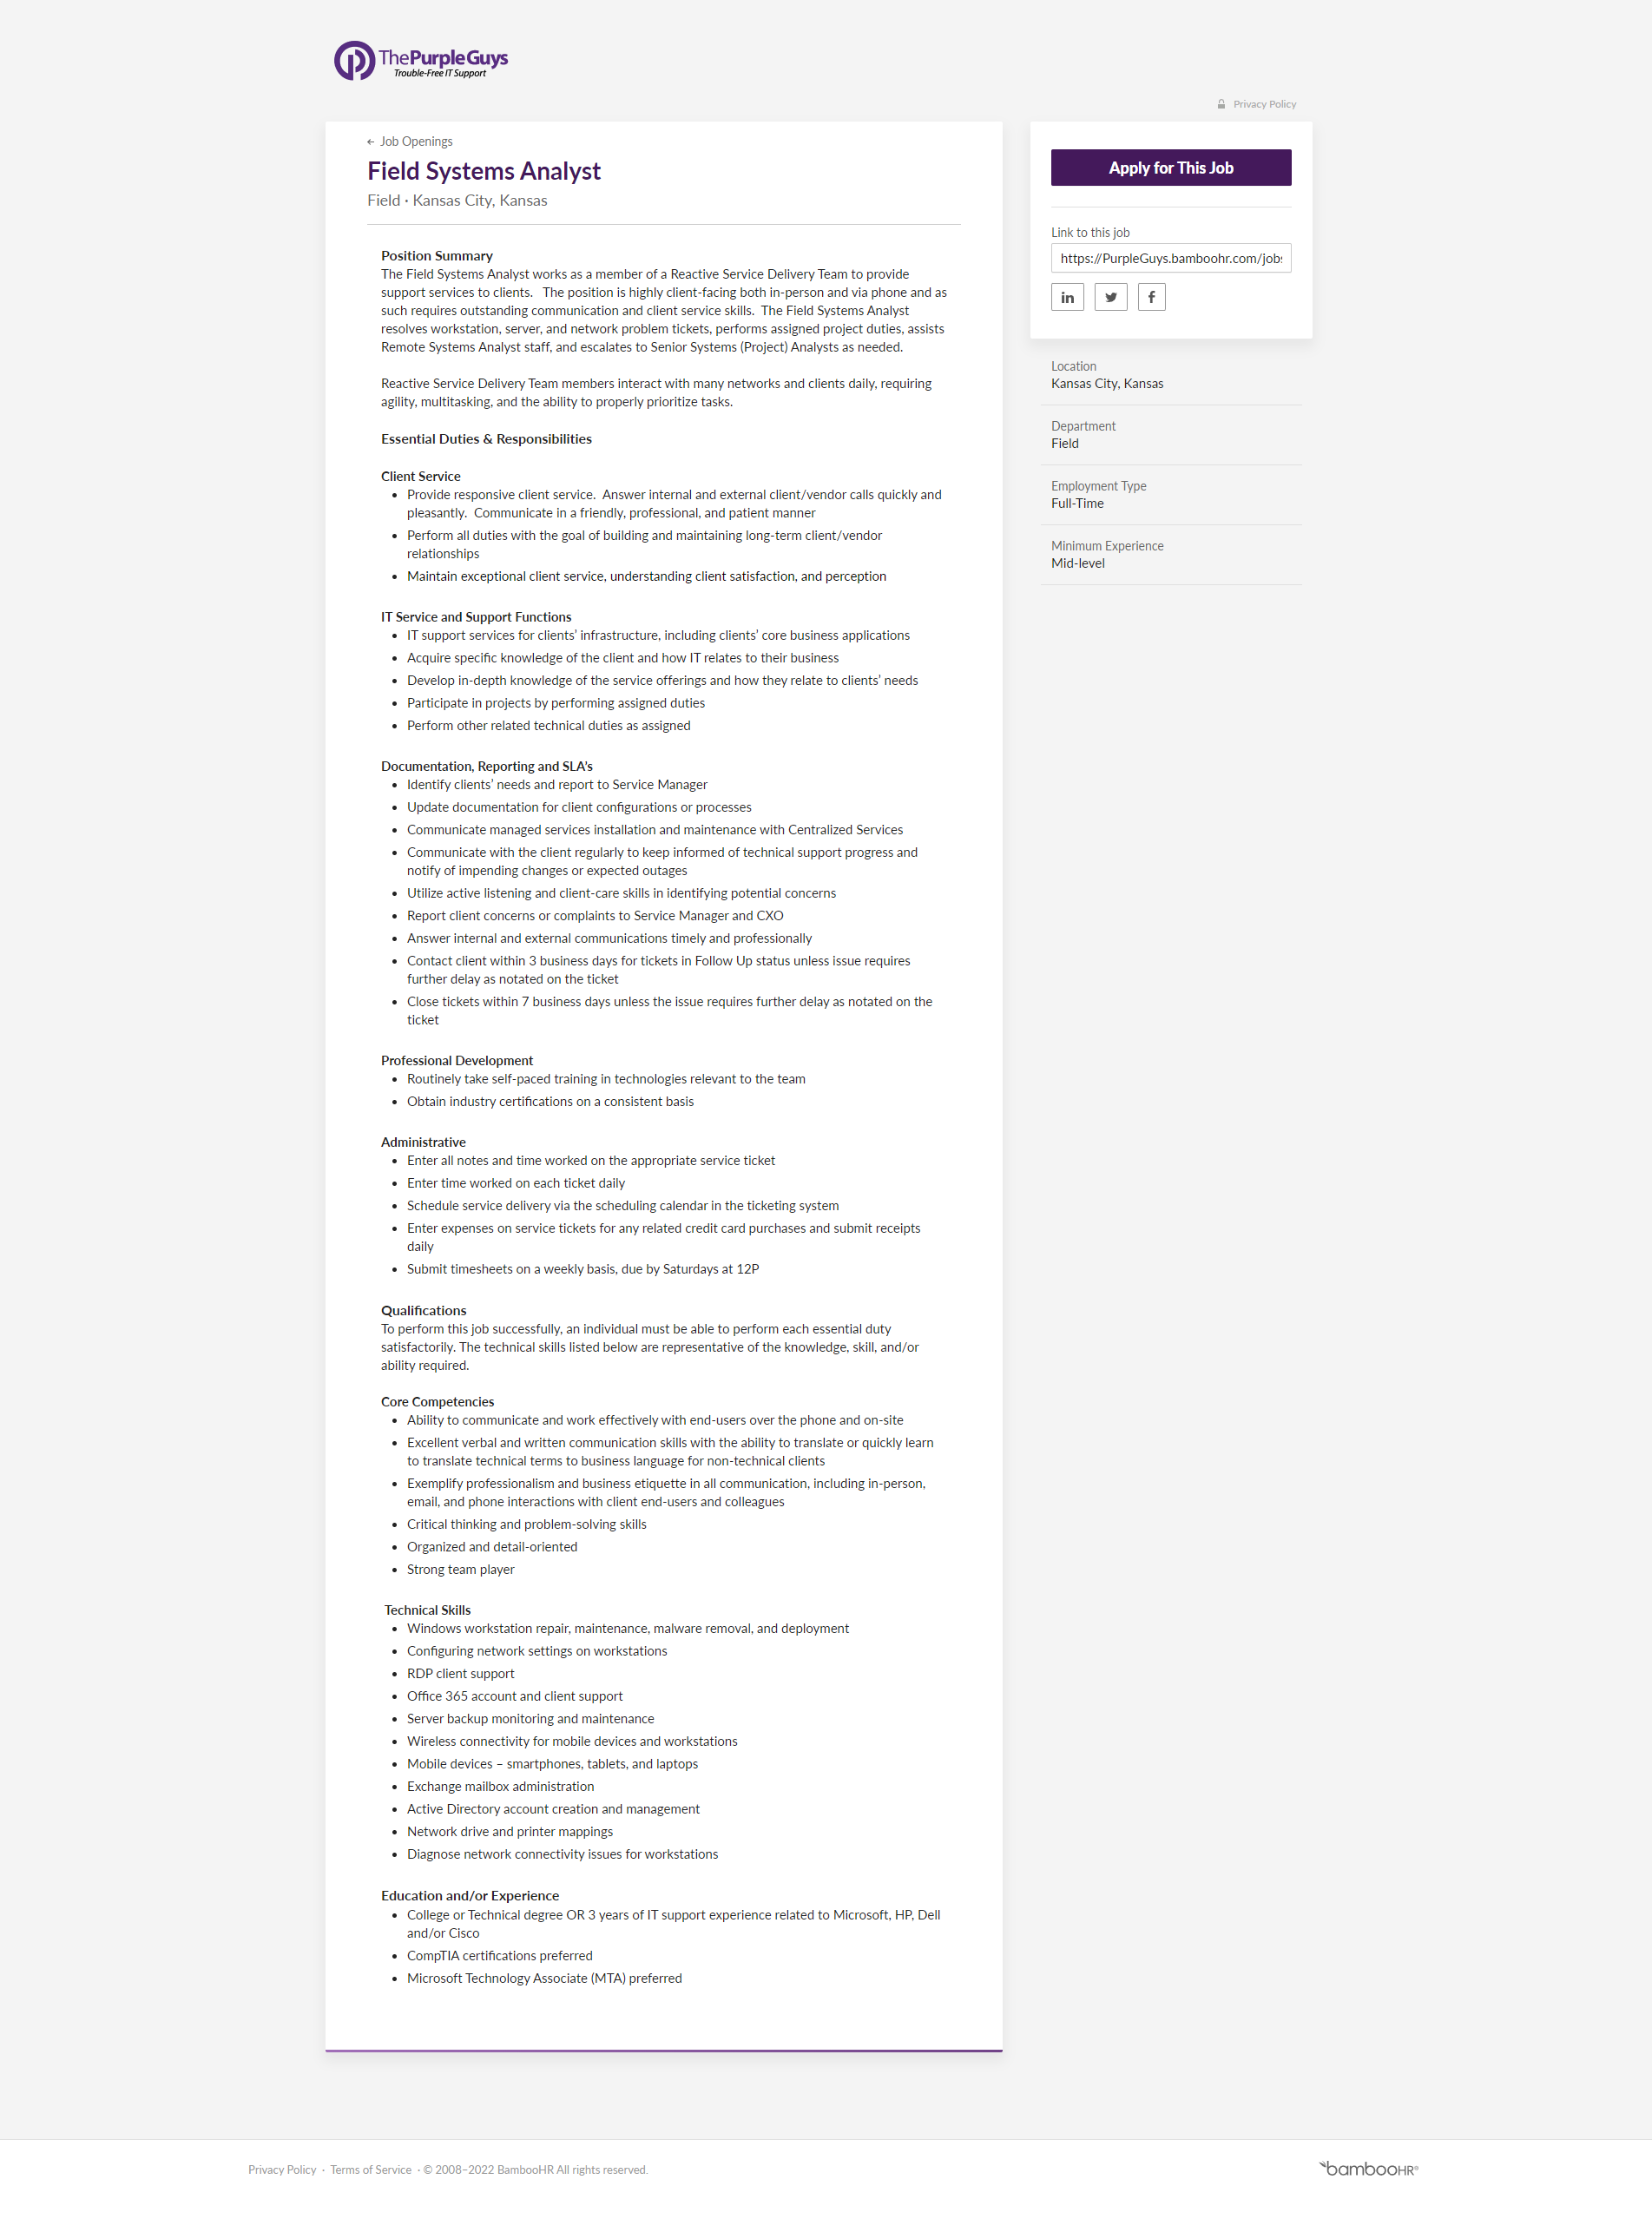 ThePurpleGuys
Trouble-Free IT Support
Privacy Policy
Job Openings
Field Systems Analyst
Field · Kansas City, Kansas
Position Summary
The Field Systems Analyst works as a member of a Reactive Service Delivery Team to provide
support services to clients.   The position is highly client-facing both in-person and via phone and as
such requires outstanding communication and client service skills.  The Field Systems Analyst
resolves workstation, server, and network problem tickets, performs assigned project duties, assists
Remote Systems Analyst staff, and escalates to Senior Systems (Project) Analysts as needed.
Reactive Service Delivery Team members interact with many networks and clients daily, requiring
agility, multitasking, and the ability to properly prioritize tasks.
Essential Duties & Responsibilities
Client Service
• Provide responsive client service.  Answer internal and external client/vendor calls quickly and
pleasantly.  Communicate in a friendly, professional, and patient manner
• Perform all duties with the goal of building and maintaining long-term client/vendor
relationships
• Maintain exceptional client service, understanding client satisfaction, and perception
IT Service and Support Functions
• IT support services for clients’ infrastructure, including clients’ core business applications
• Acquire specific knowledge of the client and how IT relates to their business
• Develop in-depth knowledge of the service offerings and how they relate to clients’ needs
• Participate in projects by performing assigned duties
• Perform other related technical duties as assigned
Documentation, Reporting and SLA’s
• Identify clients’ needs and report to Service Manager
• Update documentation for client configurations or processes
• Communicate managed services installation and maintenance with Centralized Services
• Communicate with the client regularly to keep informed of technical support progress and
notify of impending changes or expected outages
• Utilize active listening and client-care skills in identifying potential concerns
• Report client concerns or complaints to Service Manager and CXO
• Answer internal and external communications timely and professionally
• Contact client within 3 business days for tickets in Follow Up status unless issue requires
further delay as notated on the ticket
• Close tickets within 7 business days unless the issue requires further delay as notated on the
ticket
Professional Development
• Routinely take self-paced training in technologies relevant to the team
• Obtain industry certifications on a consistent basis
Administrative
• Enter all notes and time worked on the appropriate service ticket
• Enter time worked on each ticket daily
• Schedule service delivery via the scheduling calendar in the ticketing system
• Enter expenses on service tickets for any related credit card purchases and submit receipts
daily
• Submit timesheets on a weekly basis, due by Saturdays at 12P
Qualifications
To perform this job successfully, an individual must be able to perform each essential duty
satisfactorily. The technical skills listed below are representative of the knowledge, skill, and/or
ability required.
Core Competencies
• Ability to communicate and work effectively with end-users over the phone and on-site
• Excellent verbal and written communication skills with the ability to translate or quickly learn
to translate technical terms to business language for non-technical clients
• Exemplify professionalism and business etiquette in all communication, including in-person,
email, and phone interactions with client end-users and colleagues
• Critical thinking and problem-solving skills
• Organized and detail-oriented
• Strong team player
Technical Skills
• Windows workstation repair, maintenance, malware removal, and deployment
• Configuring network settings on workstations
• RDP client support
• Office 365 account and client support
• Server backup monitoring and maintenance
• Wireless connectivity for mobile devices and workstations
• Mobile devices – smartphones, tablets, and laptops
• Exchange mailbox administration
• Active Directory account creation and management
• Network drive and printer mappings
• Diagnose network connectivity issues for workstations
Education and/or Experience
• College or Technical degree OR 3 years of IT support experience related to Microsoft, HP, Dell
and/or Cisco
• CompTIA certifications preferred
• Microsoft Technology Associate (MTA) preferred
Apply for This Job
Link to this job
https://PurpleGuys.bamboohr.com/jobs
Location
Kansas City, Kansas
Department
Field
Employment Type
Full-Time
Minimum Experience
Mid-level
Privacy Policy · Terms of Service · © 2008–2022 BambooHR All rights reserved.
bambooHR®